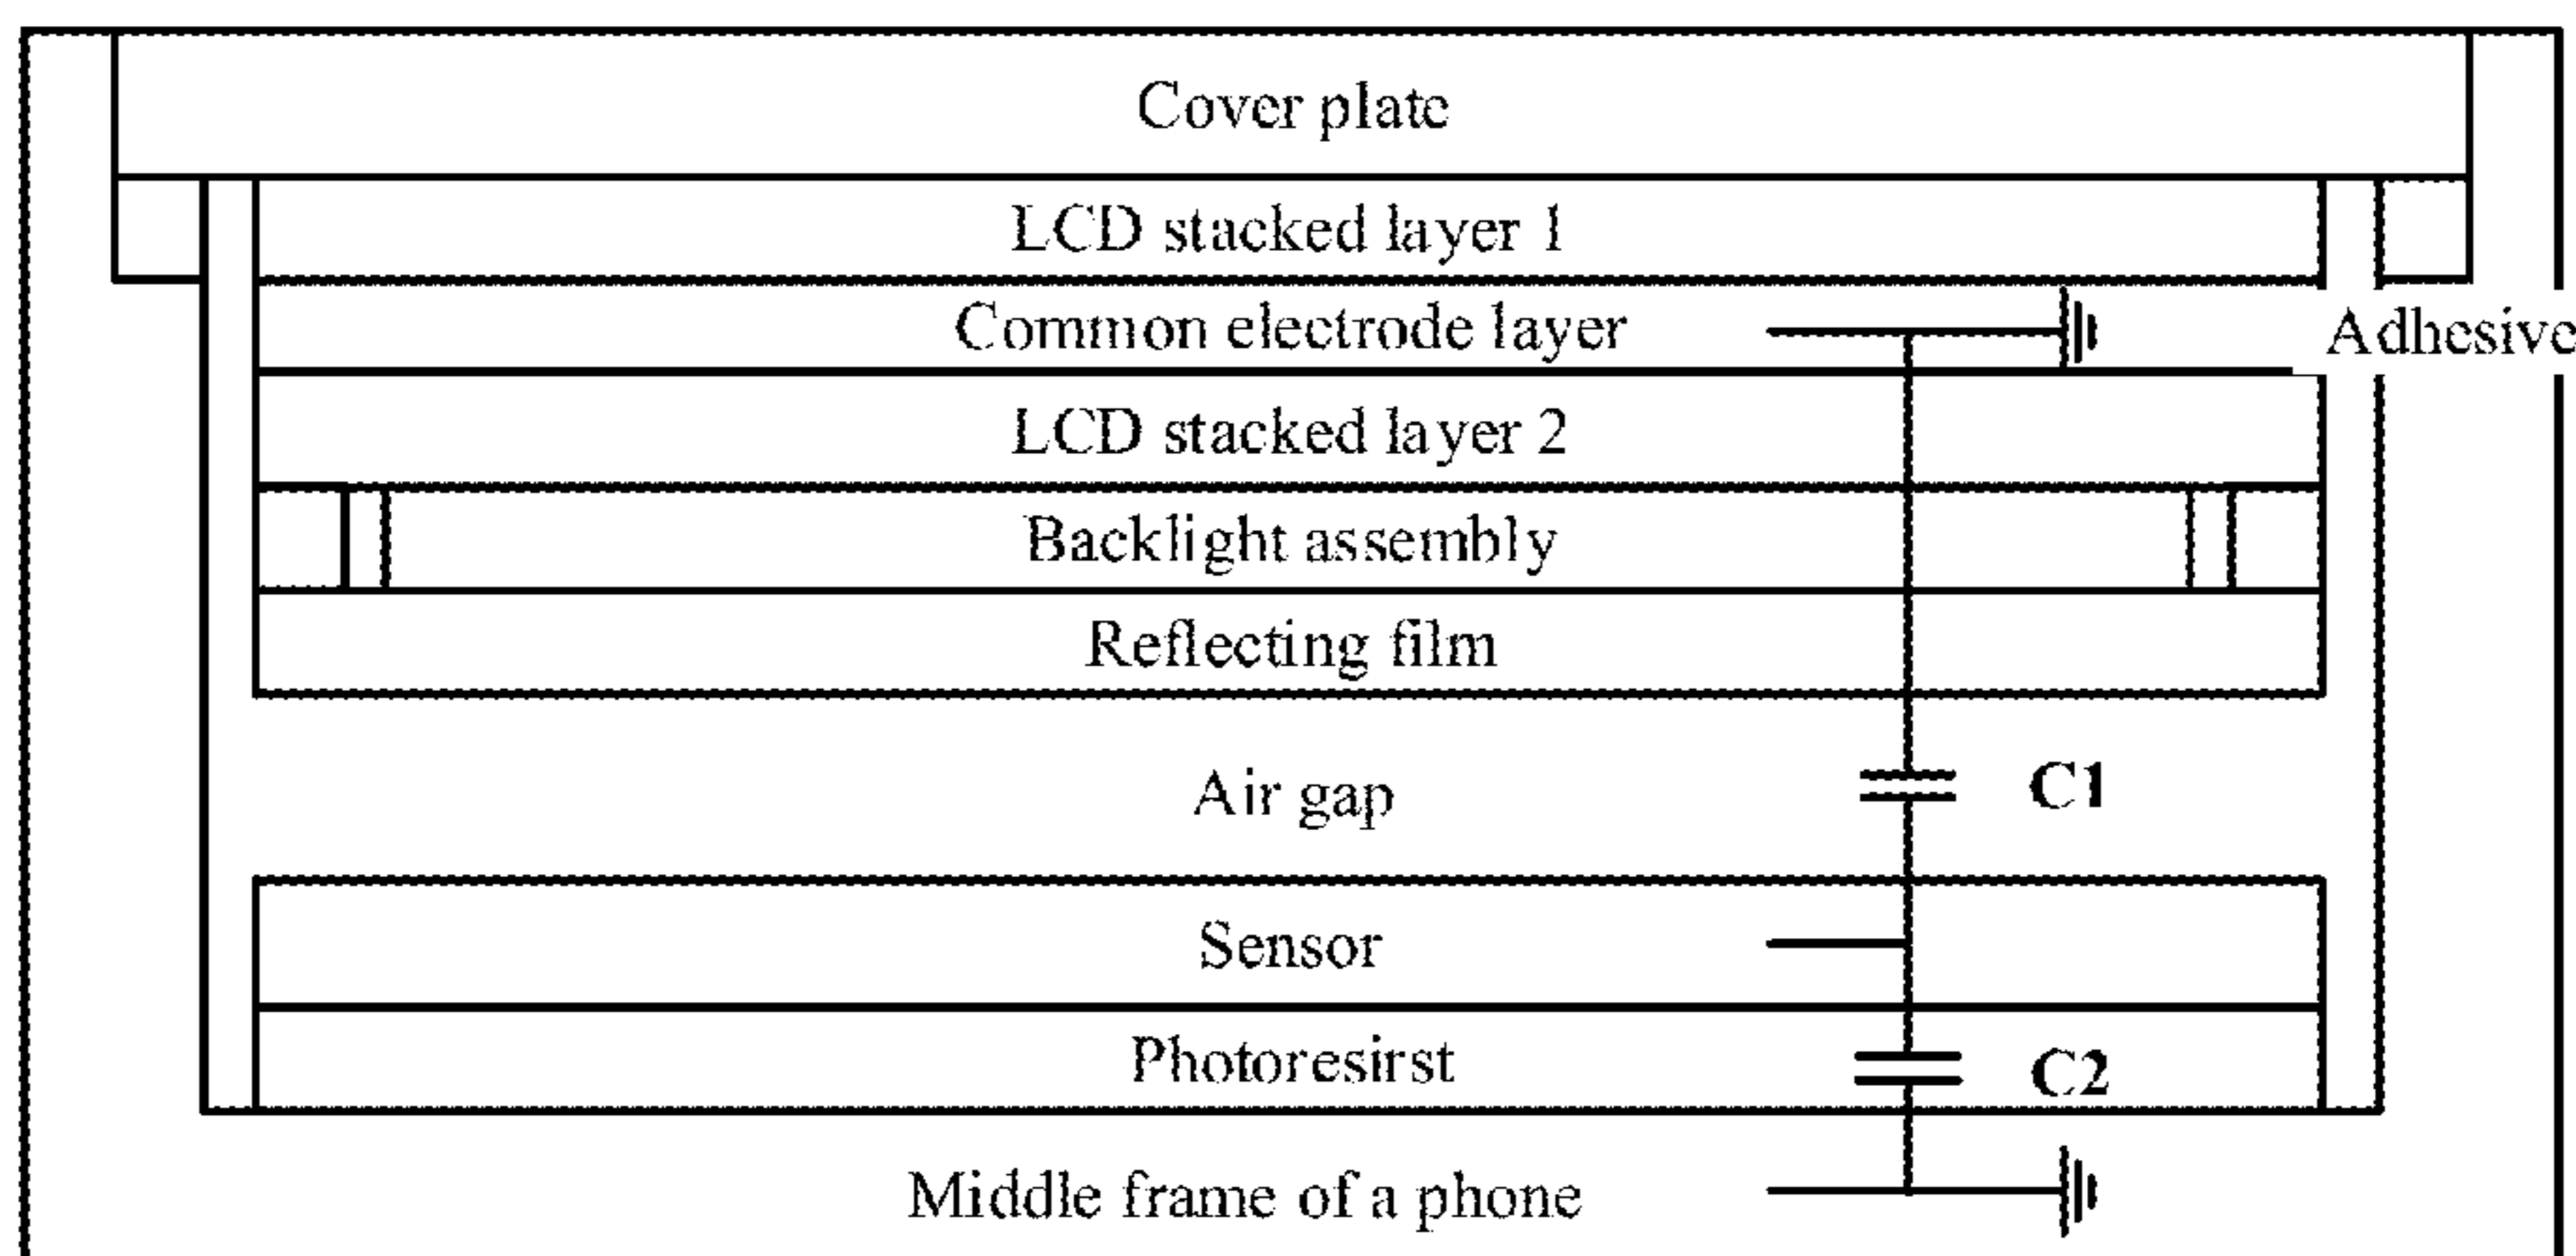 Cover plate
LCD stacked layer 1
Common electrode layer
Adhesive
LCD stacked layer 2
Backlight assembly
Reflecting film
Air gap
C1
Sensor
Photoresirst
C2
Middle frame of a phone